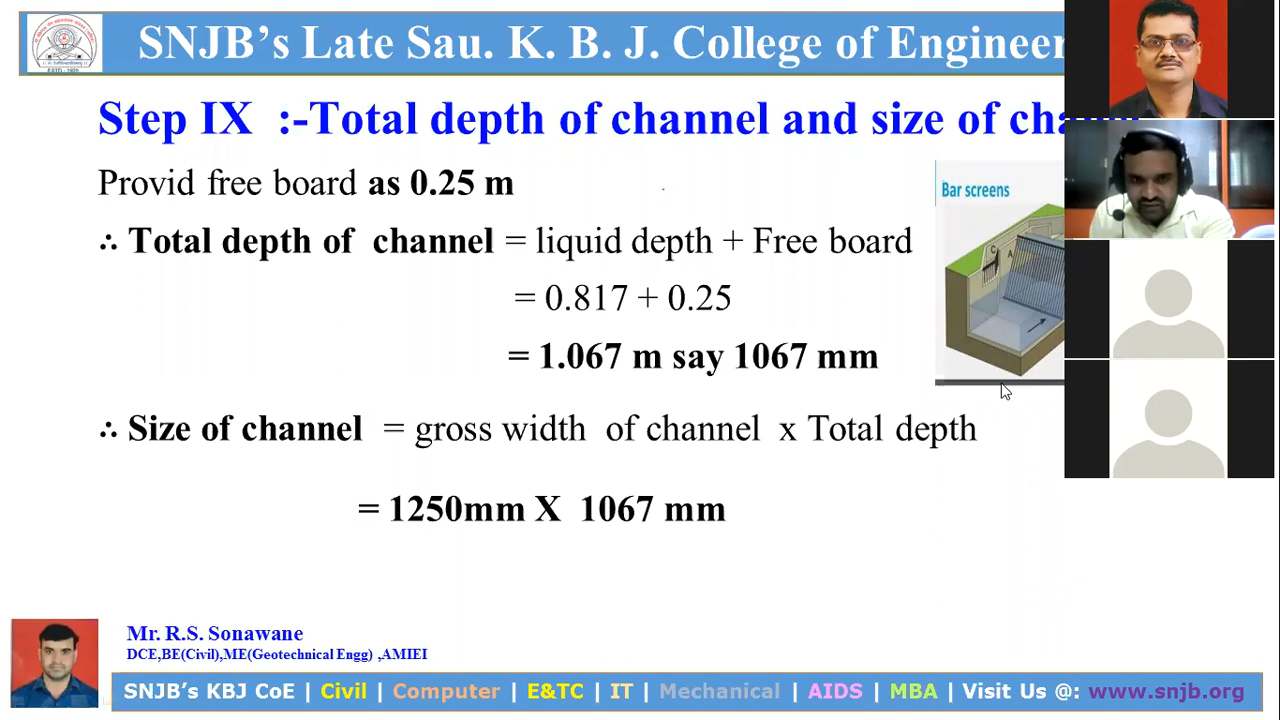 SNJB's Late Sau. K. B. J. College of Engineer
Step IX :-Total depth of channel and size of
Provid free board as 0.25 m
∴ Total depth of channel = liquid depth + Free board
= 0.817 + 0.25
= 1.067 m say 1067 mm
Bar screens
C
A
∴ Size of channel = gross width of channel x Total depth
= 1250mm X 1067 mm
Mr. R.S. Sonawane
DCE,BE(Civil),ME(Geotechnical Engg) ,AMIEI
SNJB's KBJ CoE | Civil | Computer | E&TC | IT | Mechanical | AIDS | MBA | Visit Us @: www.snjb.org